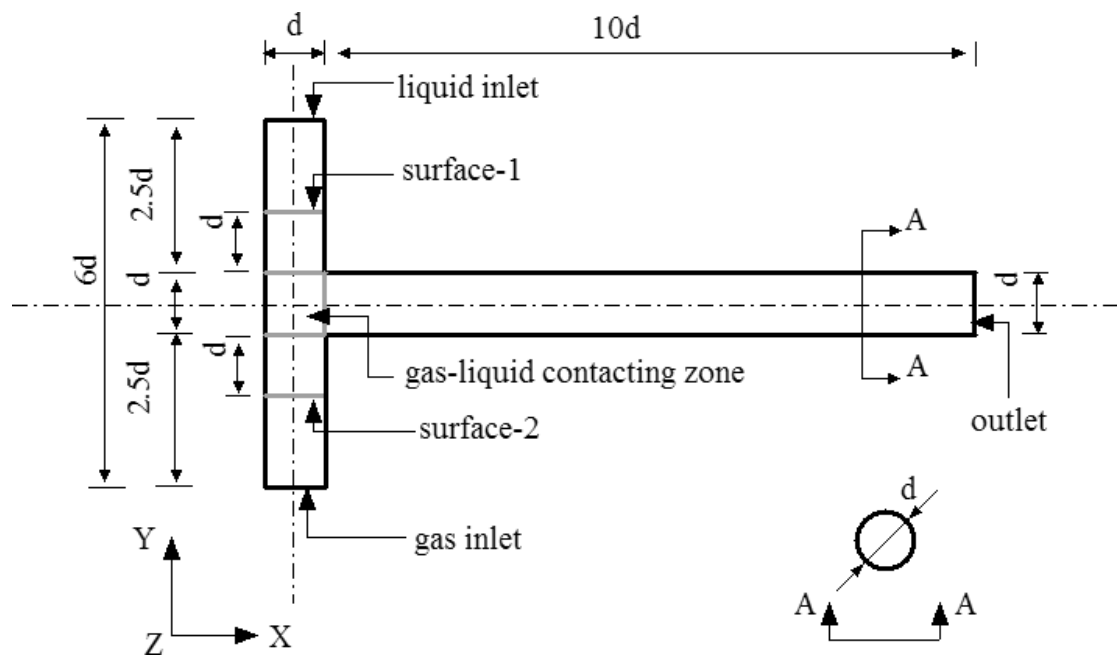 d
10d
liquid inlet
surface-1
2.5d
d
A
6d
d
d
gas-liquid contacting zone
d
A
2.5d
surface-2
outlet
d
gas inlet
Y
A
A
Z
X